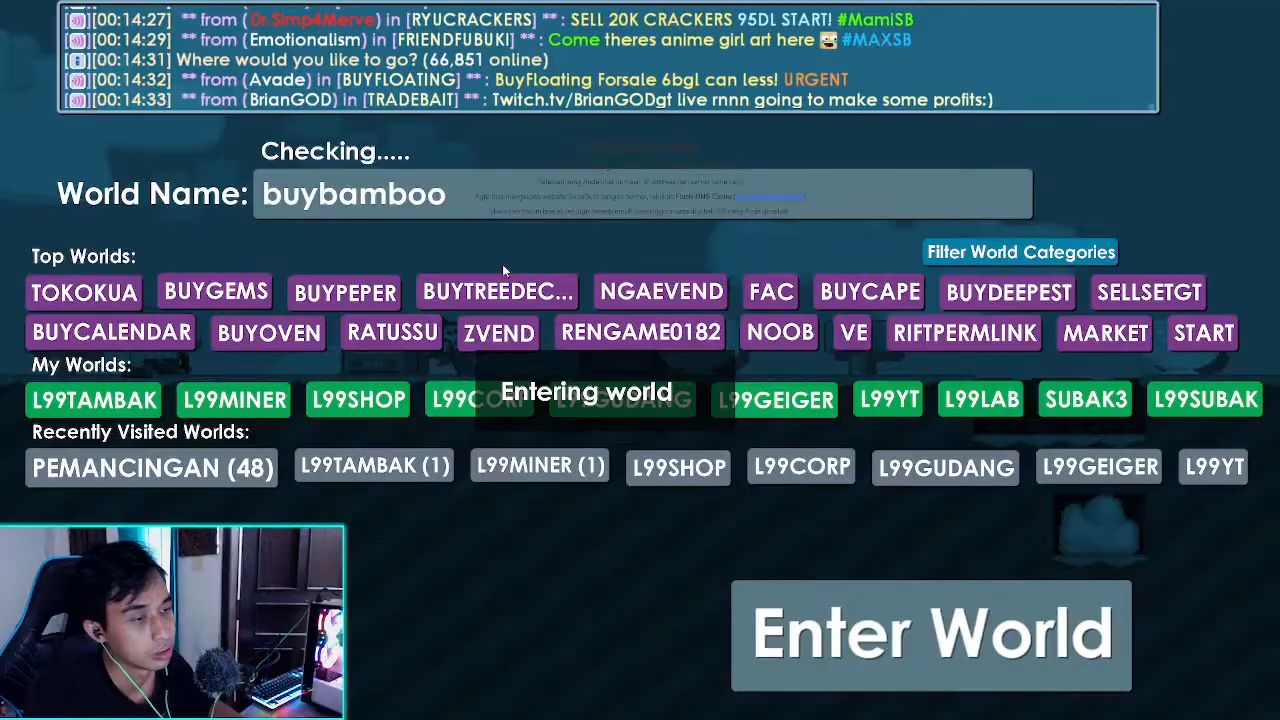 [00:14:27] ** from (Dr.Simp4Merve) in [RYUCRACKERS] ** : SELL 20K CRACKERS 95DL START! #MamiSB
[00:14:29] ** from (Emotionalism) in [FRIENDFUBUKI] ** : Come theres anime girl art here #MAXSB
[00:14:31] Where would you like to go? (66,851 online)
[00:14:32] ** from (Avade) in [BUYFLOATING] ** : BuyFloating Forsale 6bgl can less! URGENT
[00:14:33] ** from (BrianGOD) in [TRADEBAIT] ** : Twitch.tv/BrianGODgt live rnnn going to make some profits:)
Checking.....
World Name: buybamboo
Top Worlds:
Filter World Categories
TOKOKUA BUYGEMS BUYPEPER BUYTREEDEC... NGAEVEND FAC BUYCAPE BUYDEEPEST SELLSETGT
BUYCALENDAR BUYOVEN RATUSSU ZVEND RENGAME0182 NOOB VE RIFTPERMLINK MARKET START
My Worlds:
L99TAMBAK L99MINER L99SHOP L99CORP L99GUDANG L99GEIGER L99YT L99LAB SUBAK3 L99SUBAK
Entering world
Recently Visited Worlds:
PEMANCINGAN (48) L99TAMBAK (1) L99MINER (1) L99SHOP L99CORP L99GUDANG L99GEIGER L99YT
Enter World